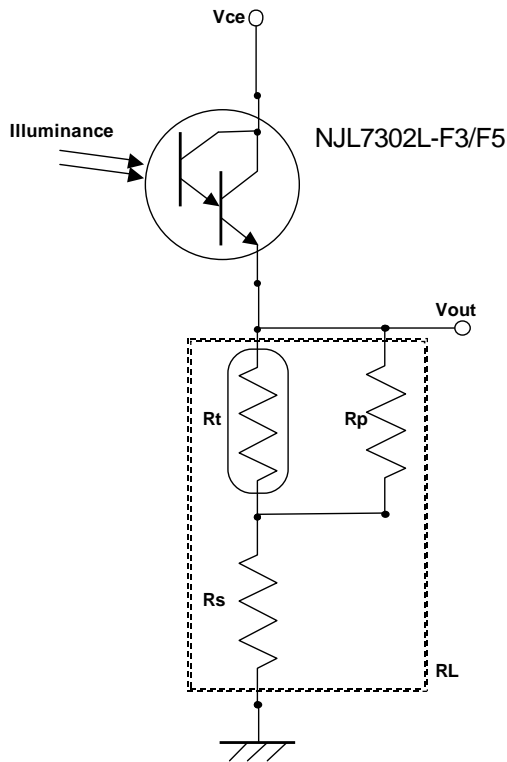 Vce
Illuminance
NJL7302L-F3/F5
Vout
Rt
Rp
Rs
RL